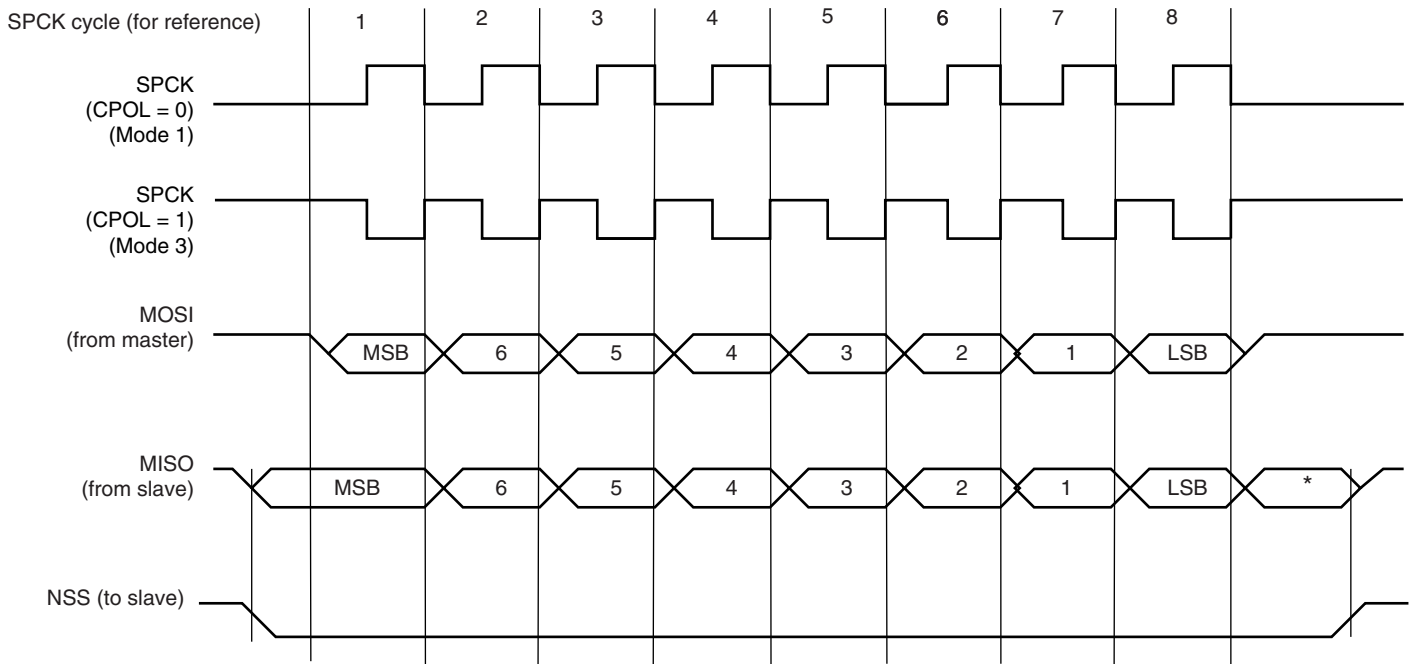 SPCK cycle (for reference) 1 2 3 4 5 6 7 8
SPCK
(CPOL = 0)
(Mode 1)
SPCK
(CPOL = 1)
(Mode 3)
MOSI
(from master)
MSB 6 5 4 3 2 1 LSB
MISO
(from slave)
MSB 6 5 4 3 2 1 LSB *
NSS (to slave)